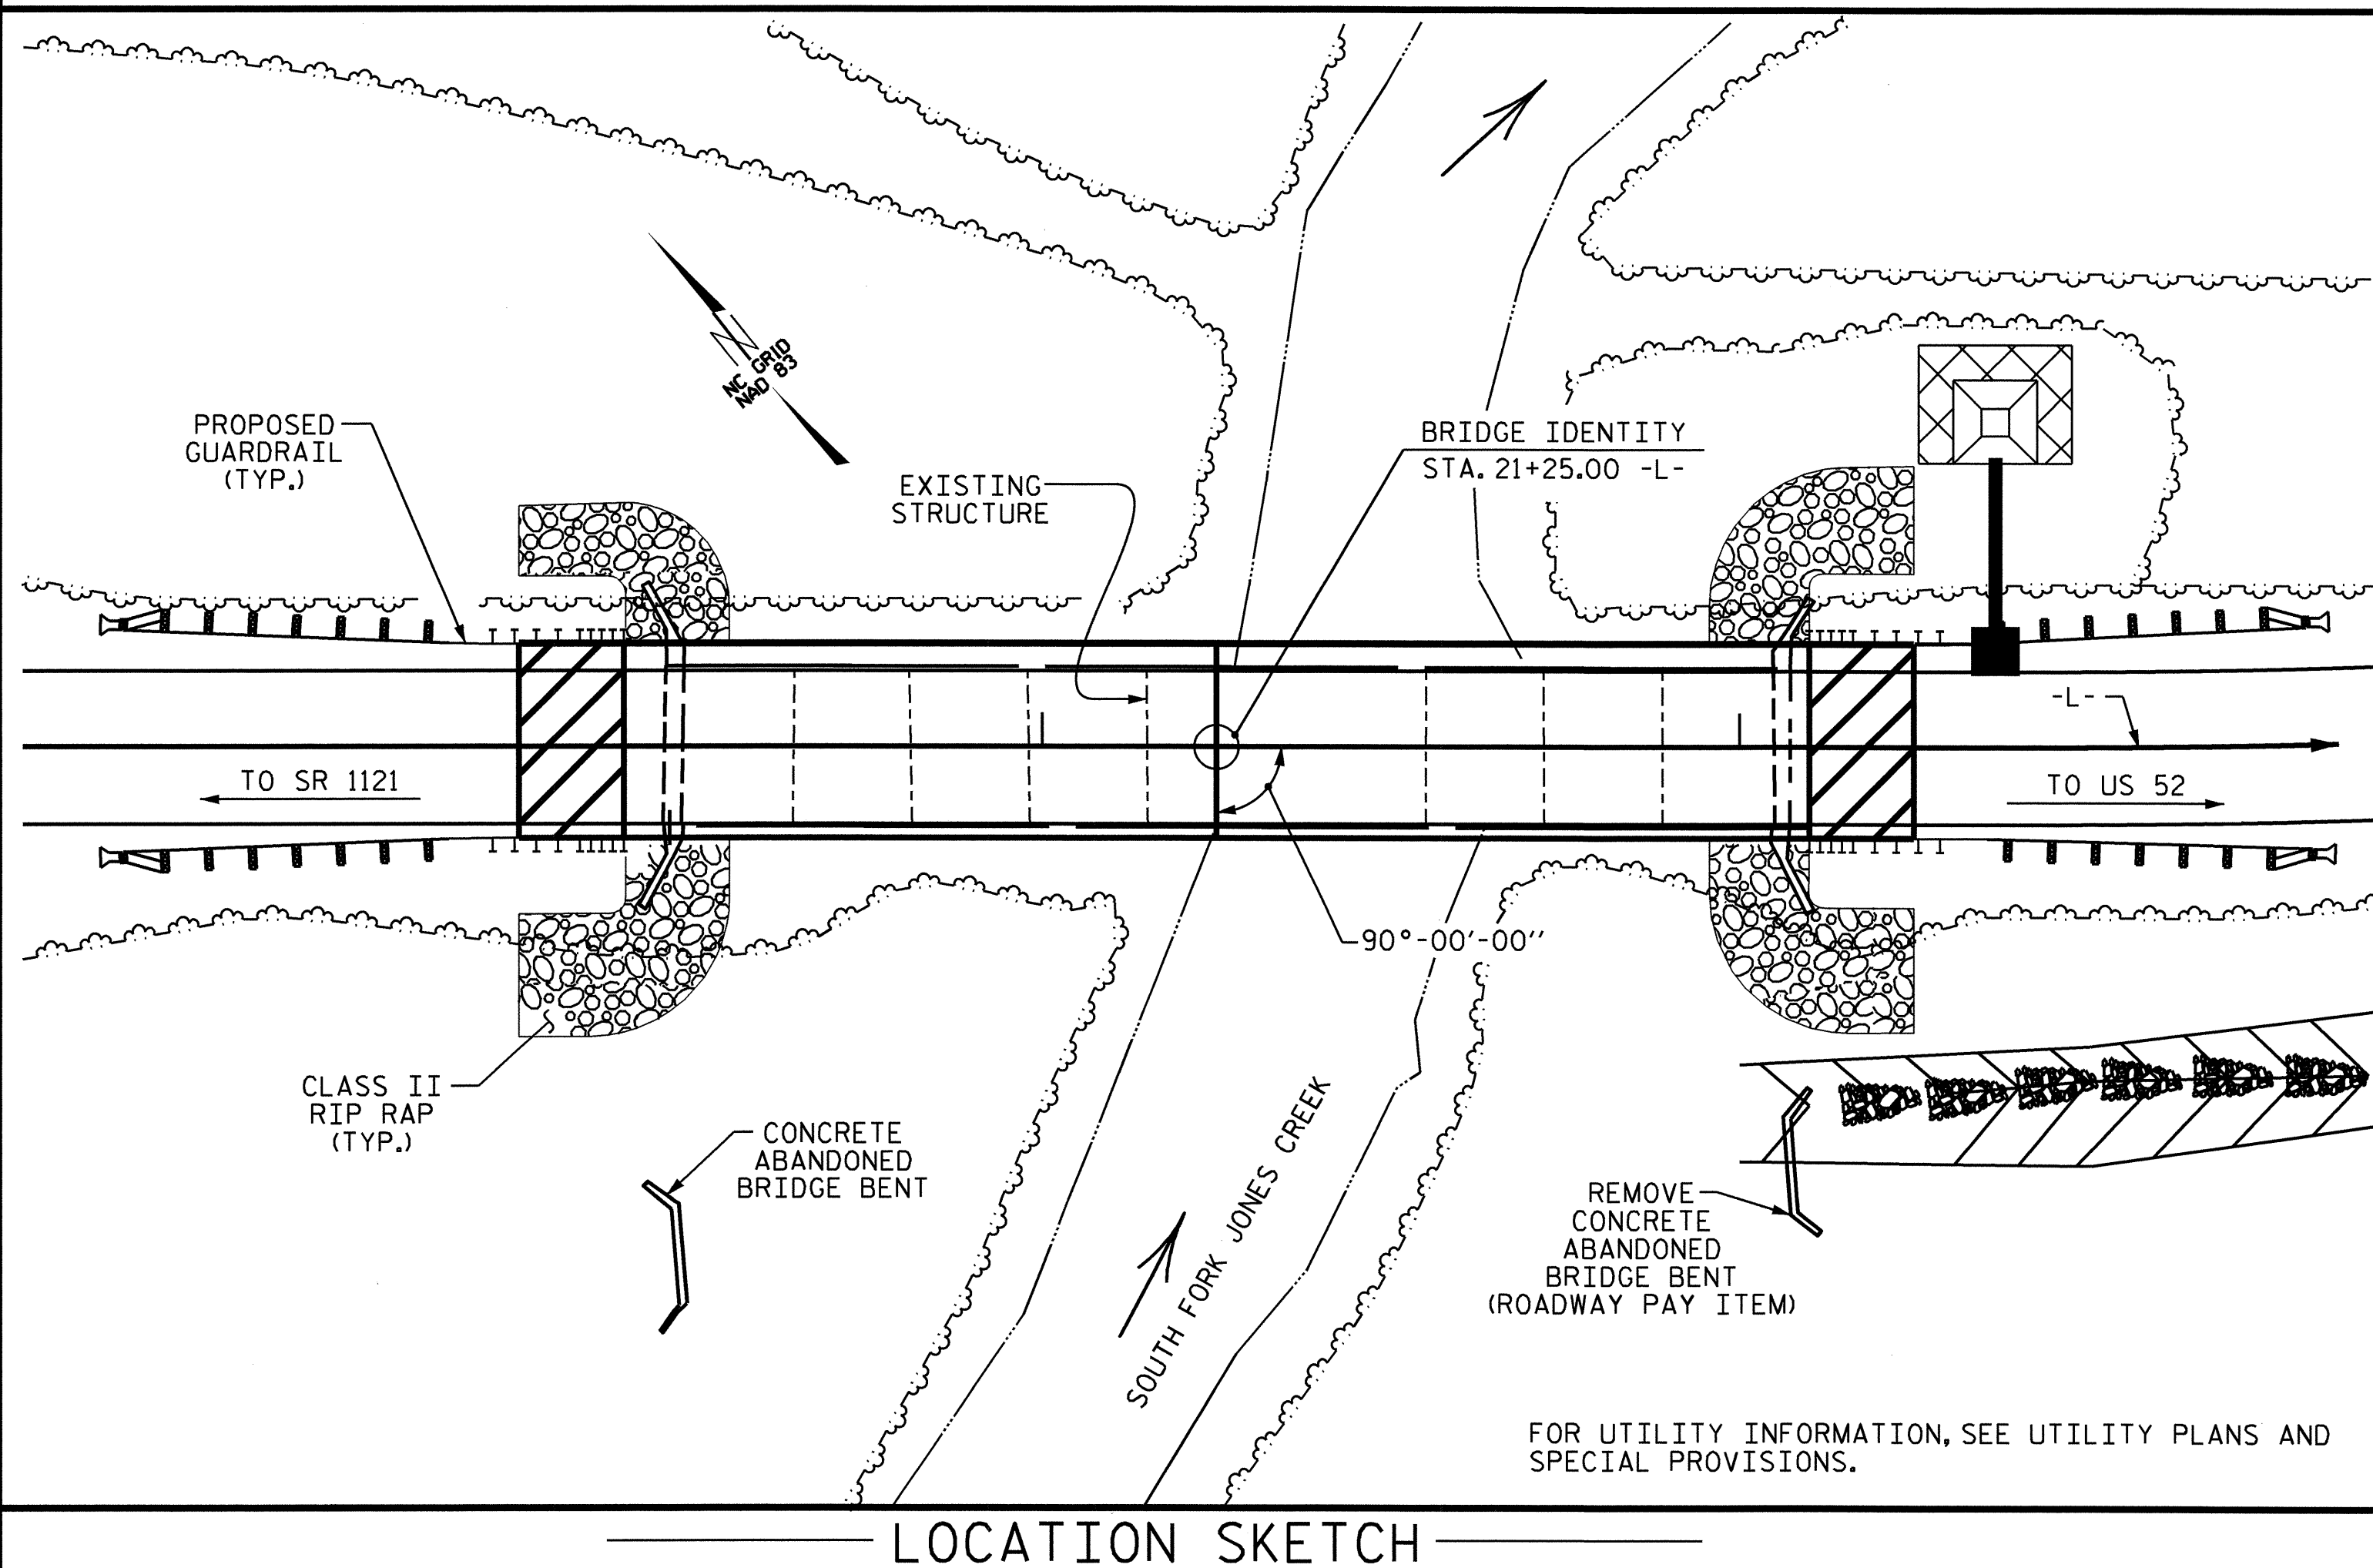 NC GRID
NAD 83
PROPOSED
GUARDRAIL
(TYP.)
EXISTING
STRUCTURE
BRIDGE IDENTITY
STA. 21+25.00 -L-
-L-
TO SR 1121
TO US 52
90°-00'-00''
CLASS II
RIP RAP
(TYP.)
CONCRETE
ABANDONED
BRIDGE BENT
SOUTH FORK JONES CREEK
REMOVE
CONCRETE
ABANDONED
BRIDGE BENT
(ROADWAY PAY ITEM)
FOR UTILITY INFORMATION, SEE UTILITY PLANS AND
SPECIAL PROVISIONS.
LOCATION SKETCH